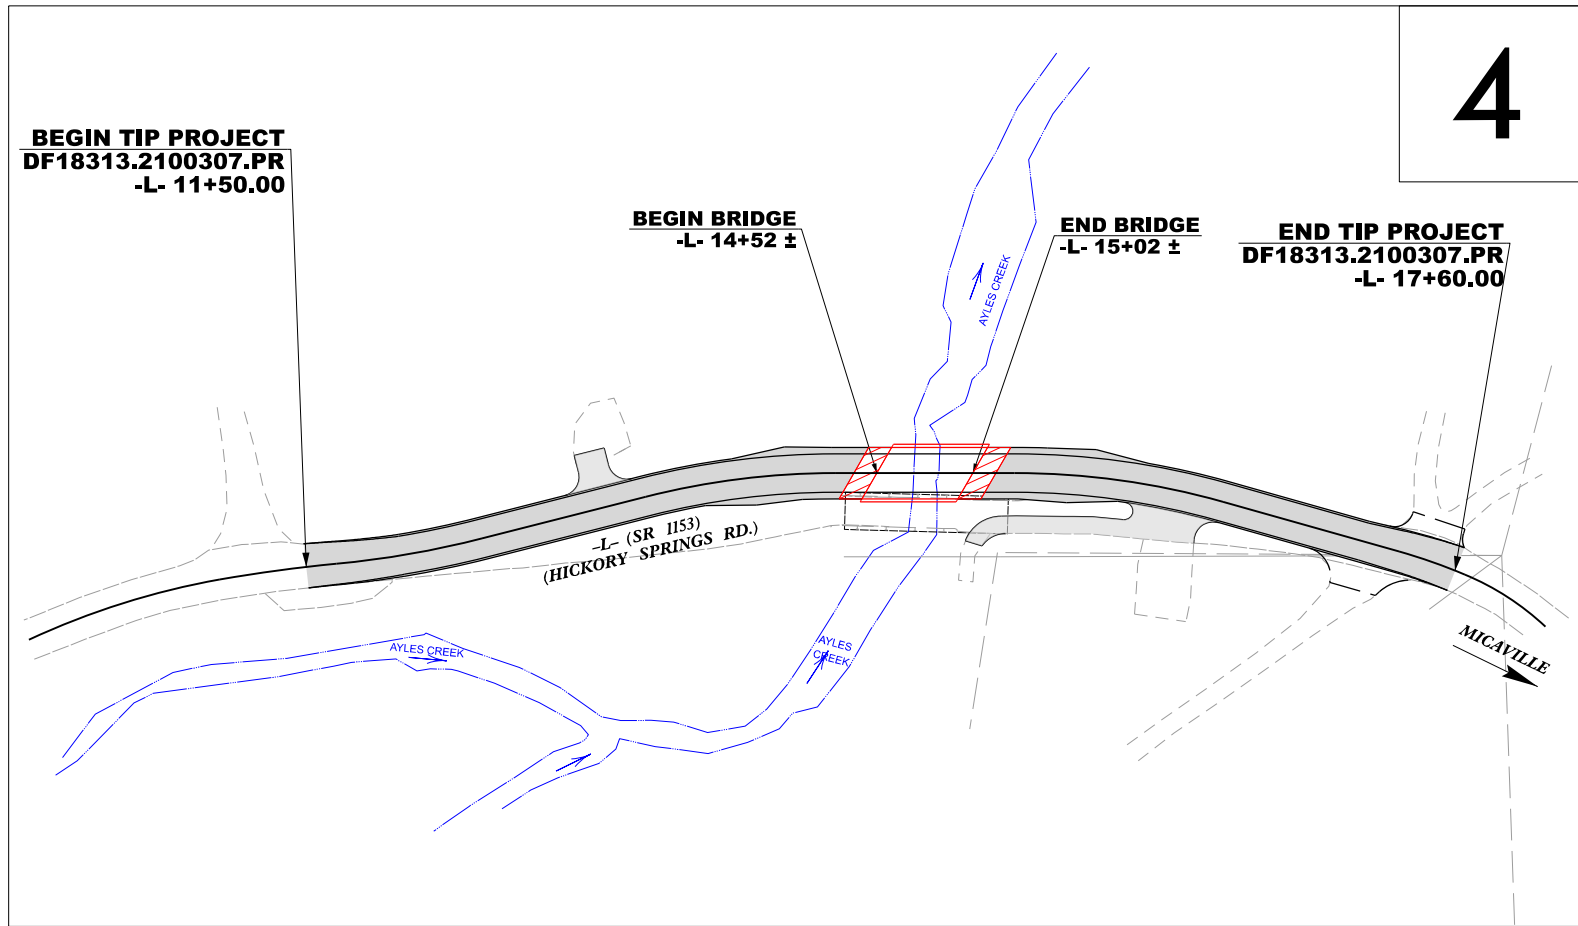 4
BEGIN TIP PROJECT
DF18313.2100307.PR
-L- 11+50.00
BEGIN BRIDGE
-L- 14+52 ±
END BRIDGE
-L- 15+02 ±
END TIP PROJECT
DF18313.2100307.PR
-L- 17+60.00
AYLES CREEK
-L- (SR 1153)
(HICKORY SPRINGS RD.)
AYLES CREEK
AYLES
CREEK
MICAVILLE